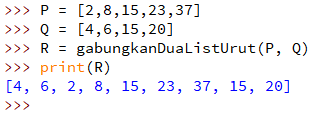 >>> P = [2,8,15,23,37]
>>> Q = [4,6,15,20]
>>> R = gabungkanDuaListUrut(P, Q)
>>> print(R)
[4, 6, 2, 8, 15, 23, 37, 15, 20]
>>>